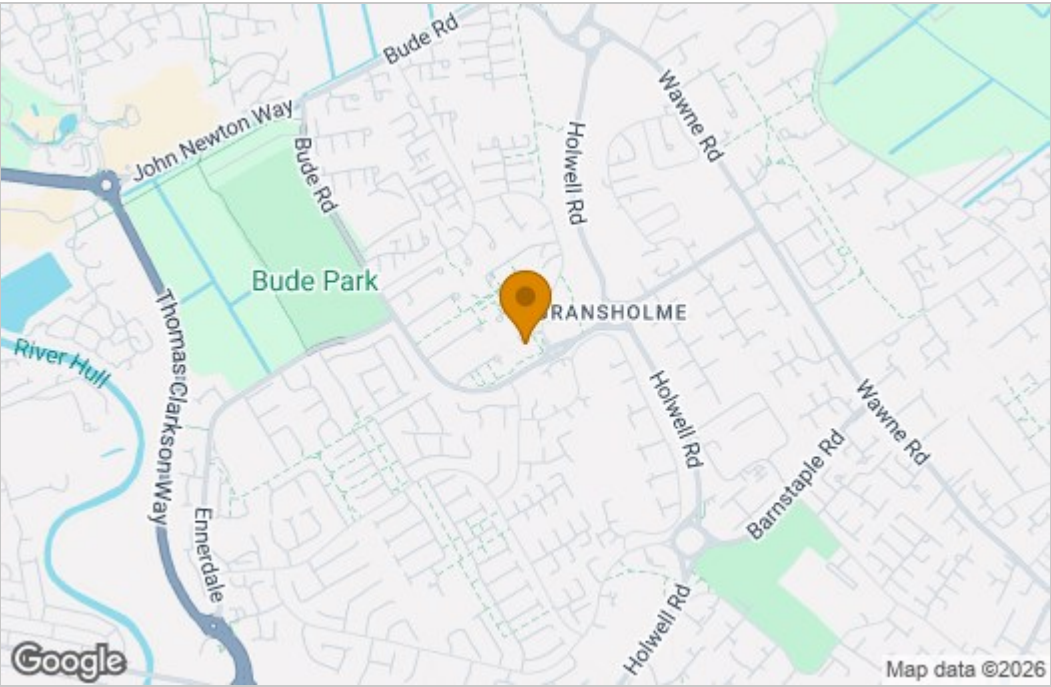 Bude Rd
John Newton Way
Bude Rd
Wawne Rd
Holwell Rd
Bude Park
RANSHOLME
River Hull
Thomas Clarkson Way
Holwell Rd
Wawne Rd
Barnstaple Rd
Ennerdale
Holwell Rd
Google
Map data ©2026